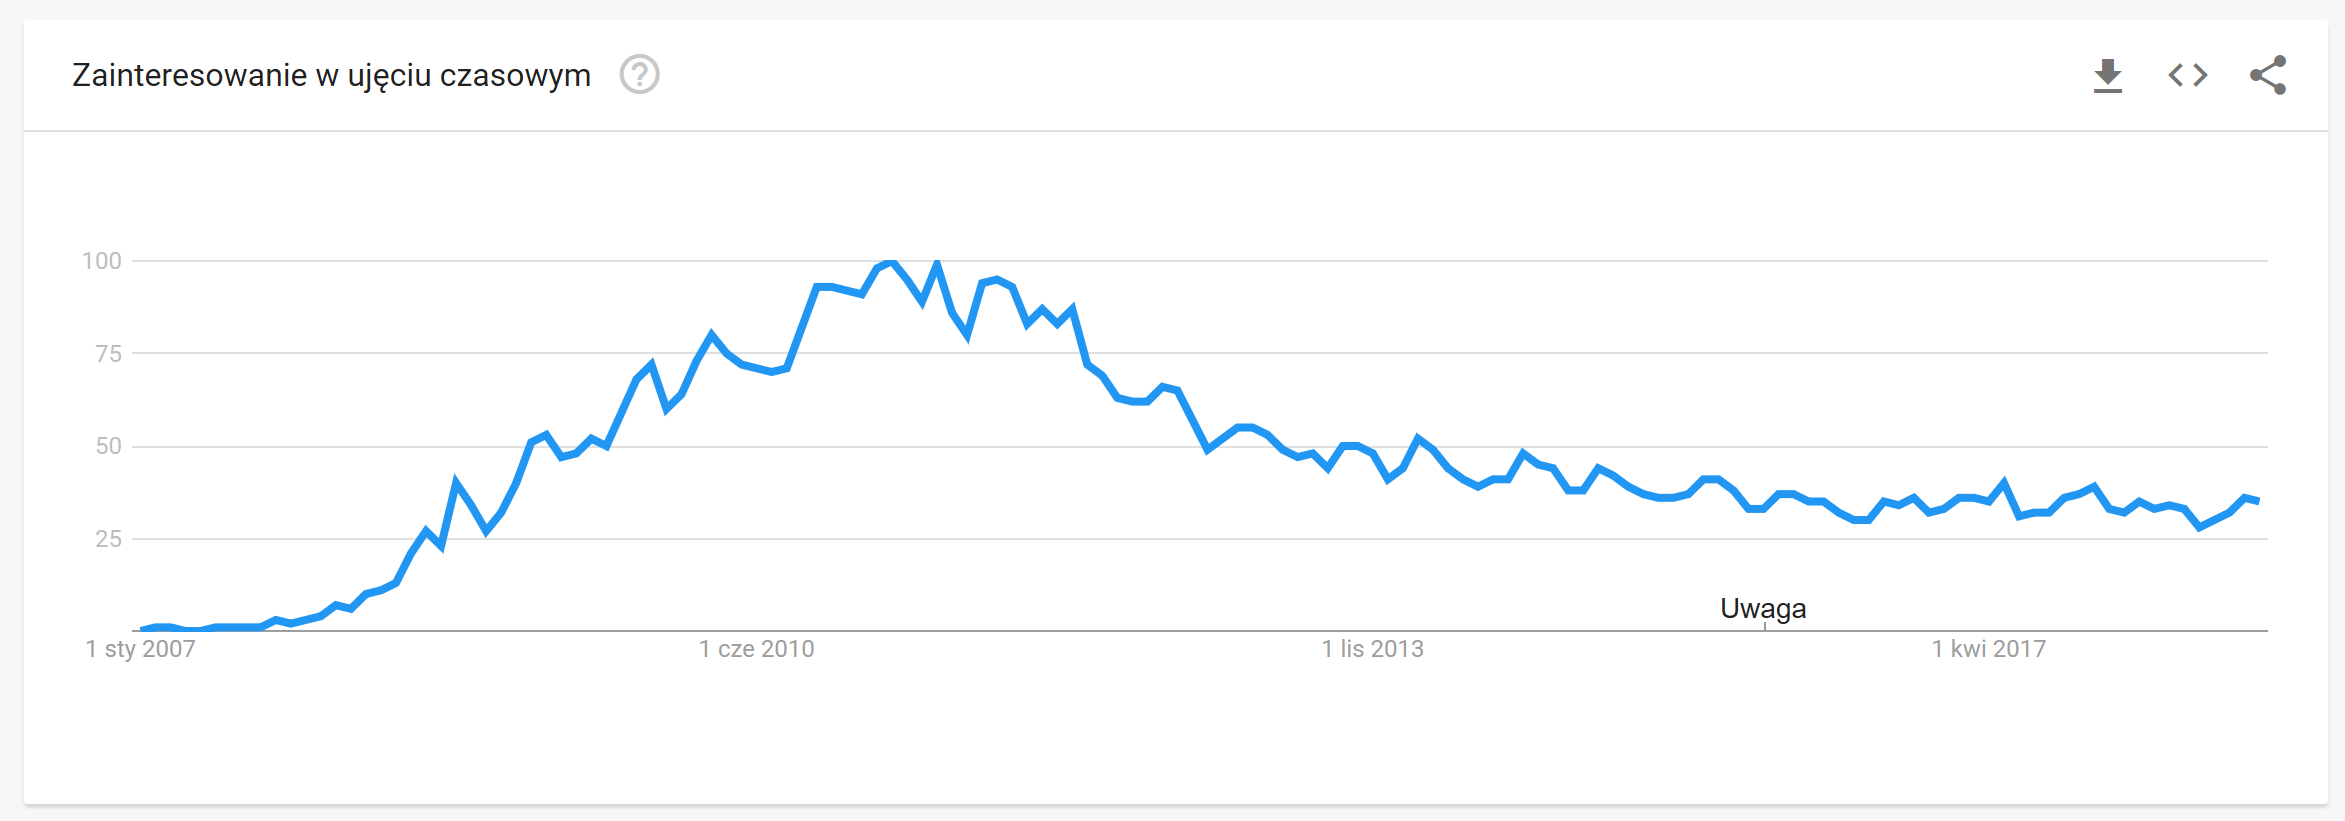 Zainteresowanie w ujęciu czasowym ?
100
75
50
25
Uwaga
1 sty 2007 1 cze 2010 1 lis 2013 1 kwi 2017